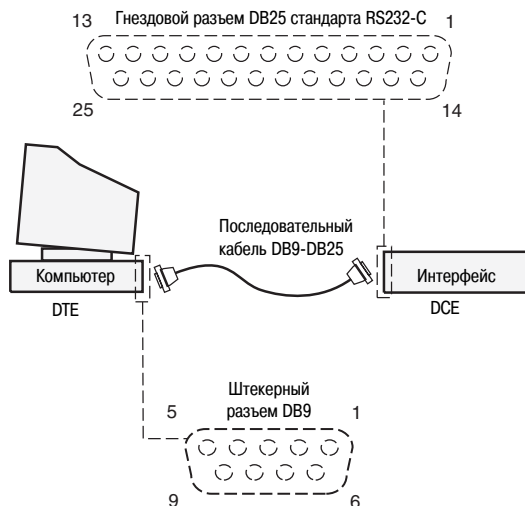 Гнездовой разъем DB25 стандарта RS232-C
13 1
25 14
Последовательный
кабель DB9-DB25
Компьютер
Интерфейс
DTE
DCE
Штекерный
разъем DB9
5 1
9 6